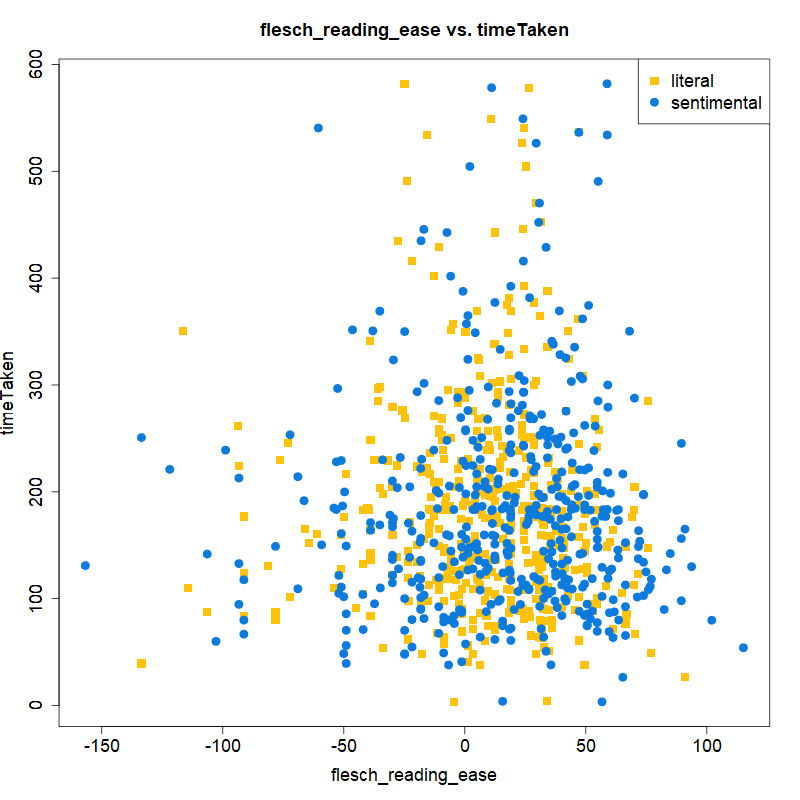 flesch_reading_ease vs. timeTaken
literal
sentimental
600
500
400
300
200
100
0
timeTaken
-150 -100 -50 0 50 100
flesch_reading_ease